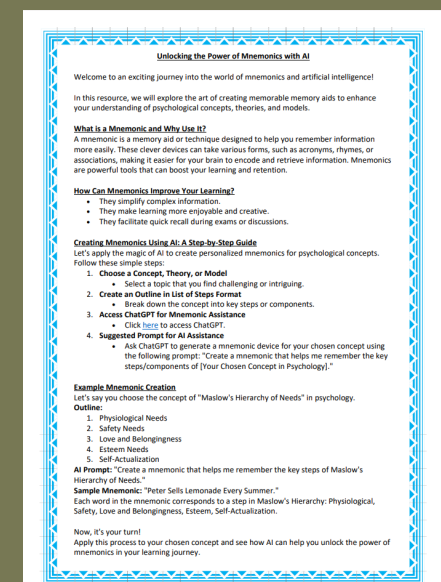 Unlocking the Power of Mnemonics with AI
Welcome to an exciting journey into the world of mnemonics and artificial intelligence!
In this resource, we will explore the art of creating memorable memory aids to enhance
your understanding of psychological concepts, theories, and models.
What is a Mnemonic and Why Use It?
A mnemonic is a memory aid or technique designed to help you remember information
more easily. These clever devices can take various forms, such as acronyms, rhymes, or
associations, making it easier for your brain to encode and retrieve information. Mnemonics
are powerful tools that can boost your learning and retention.
How Can Mnemonics Improve Your Learning?
• They simplify complex information.
• They make learning more enjoyable and creative.
• They facilitate quick recall during exams or discussions.
Creating Mnemonics Using AI: A Step-by-Step Guide
Let's apply the magic of AI to create personalized mnemonics for psychological concepts.
Follow these simple steps:
1. Choose a Concept, Theory, or Model
• Select a topic that you find challenging or intriguing.
2. Create an Outline in List of Steps Format
• Break down the concept into key steps or components.
3. Access ChatGPT for Mnemonic Assistance
• Click here to access ChatGPT.
4. Suggested Prompt for AI Assistance
• Ask ChatGPT to generate a mnemonic device for your chosen concept using
the following prompt: "Create a mnemonic that helps me remember the key
steps/components of [Your Chosen Concept in Psychology]."
Example Mnemonic Creation
Let's say you choose the concept of "Maslow's Hierarchy of Needs" in psychology.
Outline:
1. Physiological Needs
2. Safety Needs
3. Love and Belongingness
4. Esteem Needs
5. Self-Actualization
AI Prompt: "Create a mnemonic that helps me remember the key steps of Maslow's
Hierarchy of Needs."
Sample Mnemonic: "Peter Sells Lemonade Every Summer."
Each word in the mnemonic corresponds to a step in Maslow's Hierarchy: Physiological,
Safety, Love and Belongingness, Esteem, Self-Actualization.
Now, it's your turn!
Apply this process to your chosen concept and see how AI can help you unlock the power of
mnemonics in your learning journey.